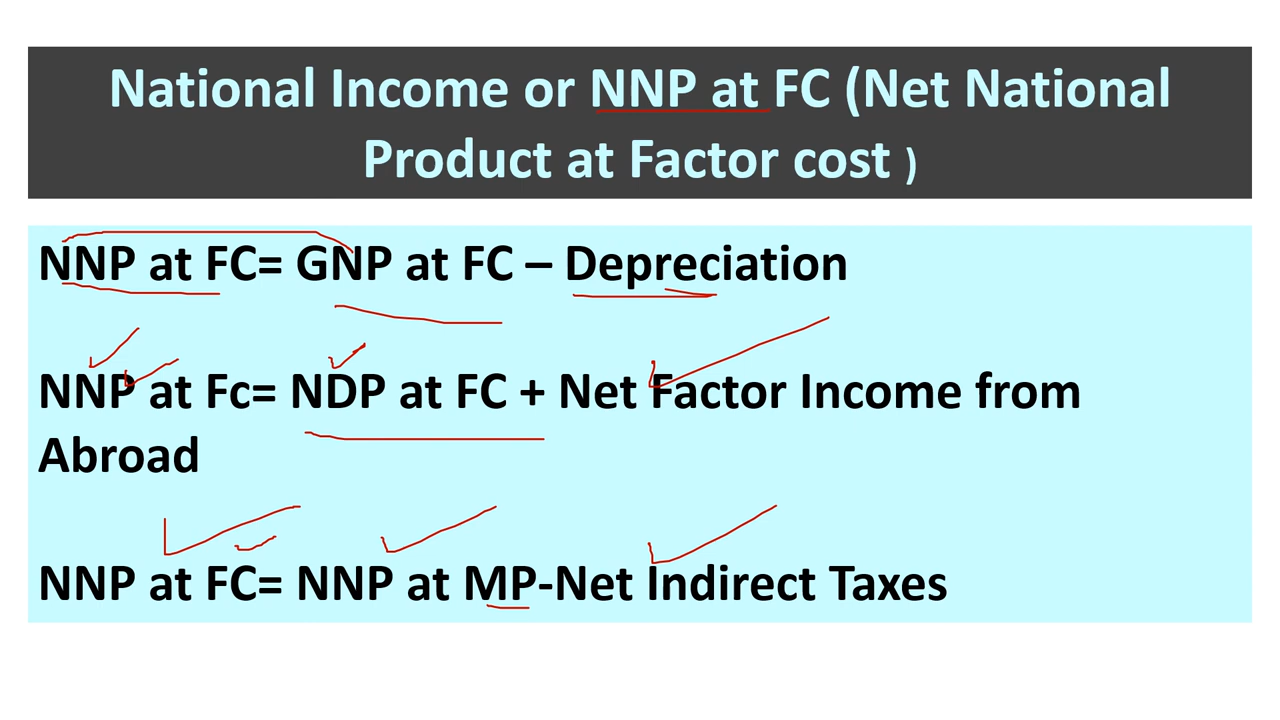 National Income or NNP at FC (Net National
Product at Factor cost )
NNP at FC= GNP at FC – Depreciation
NNP at Fc= NDP at FC + Net Factor Income from
Abroad
NNP at FC= NNP at MP-Net Indirect Taxes